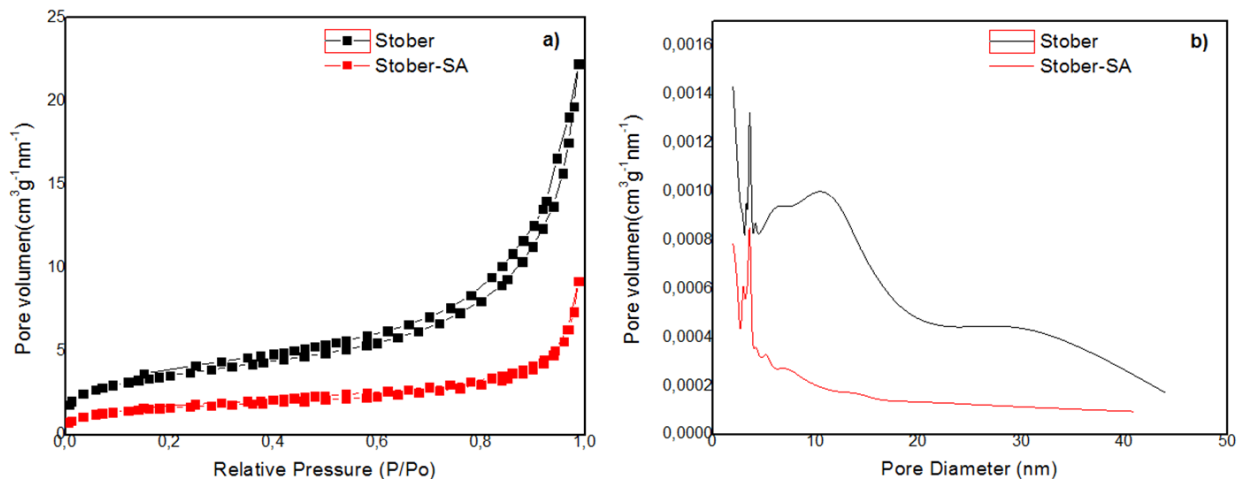 a)
Stober
Stober-SA
25
20
15
10
5
0
Pore volumen(cm³g⁻¹nm⁻¹)
0,0 0,2 0,4 0,6 0,8 1,0
Relative Pressure (P/Po)
b)
Stober
Stober-SA
0,0016
0,0014
0,0012
0,0010
0,0008
0,0006
0,0004
0,0002
0,0000
Pore volumen(cm³g⁻¹nm⁻¹)
0 10 20 30 40 50
Pore Diameter (nm)